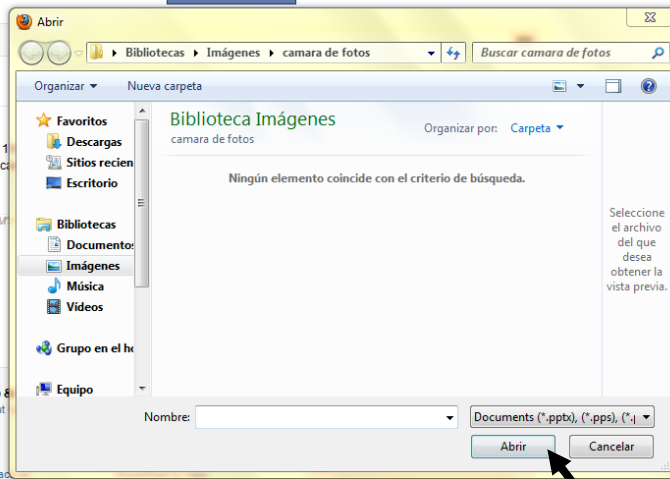 Abrir
Bibliotecas Imágenes camara de fotos
Buscar camara de fotos
Organizar Nueva carpeta
Favoritos
Descargas
Sitios recien
Escritorio
Bibliotecas
Documentos
Imágenes
Música
Vídeos
Grupo en el ho
Equipo
Biblioteca Imágenes
camara de fotos
Organizar por: Carpeta
Ningún elemento coincide con el criterio de búsqueda.
Seleccione
el archivo
del que
desea
obtener la
vista previa.
Nombre:
Documents (*.pptx), (*.pps), (*.p
Abrir Cancelar